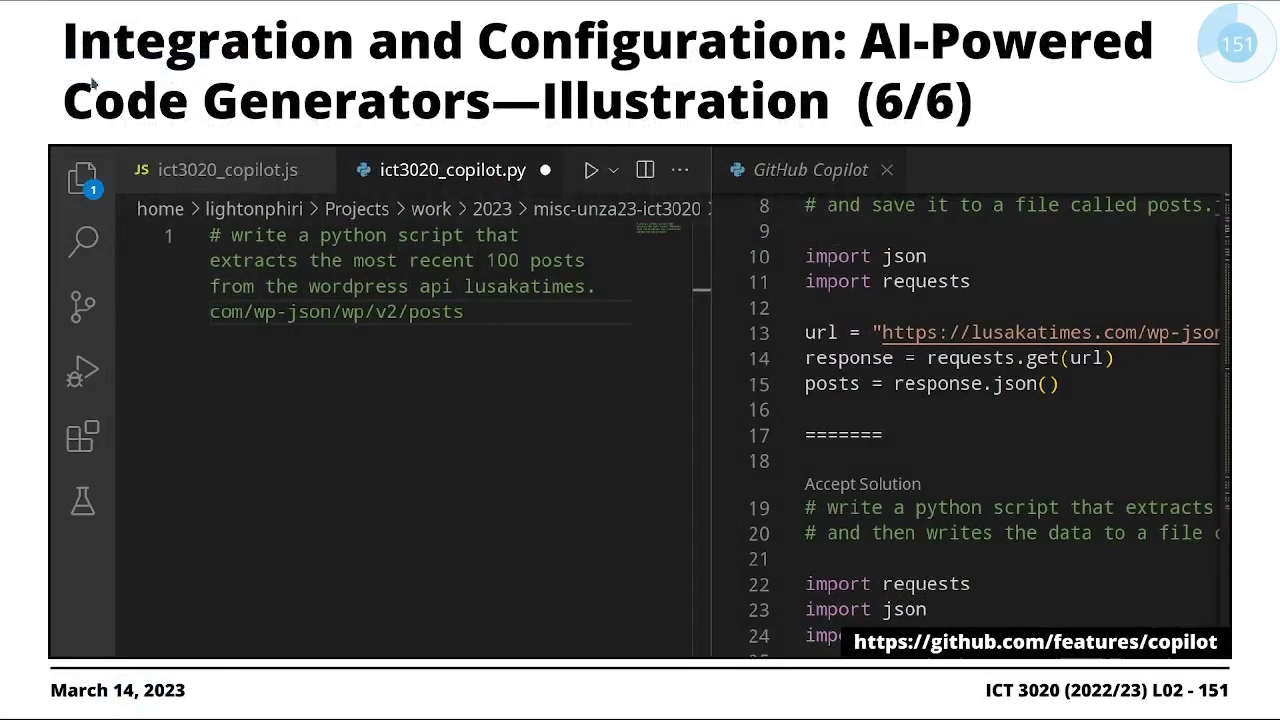 Integration and Configuration: AI-Powered
Code Generators—Illustration (6/6)
151
JS ict3020_copilot.js
ict3020_copilot.py
GitHub Copilot
1
home > lightonphiri > Projects > work > 2023 > misc-unza23-ict3020 >
1 # write a python script that
extracts the most recent 100 posts
from the wordpress api lusakatimes.
com/wp-json/wp/v2/posts
8 # and save it to a file called posts.
9
10 import json
11 import requests
12
13 url = "https://lusakatimes.com/wp-json
14 response = requests.get(url)
15 posts = response.json()
16
17 =======
18
Accept Solution
19 # write a python script that extracts
20 # and then writes the data to a file
21
22 import requests
23 import json
24
https://github.com/features/copilot
March 14, 2023
ICT 3020 (2022/23) L02 - 151